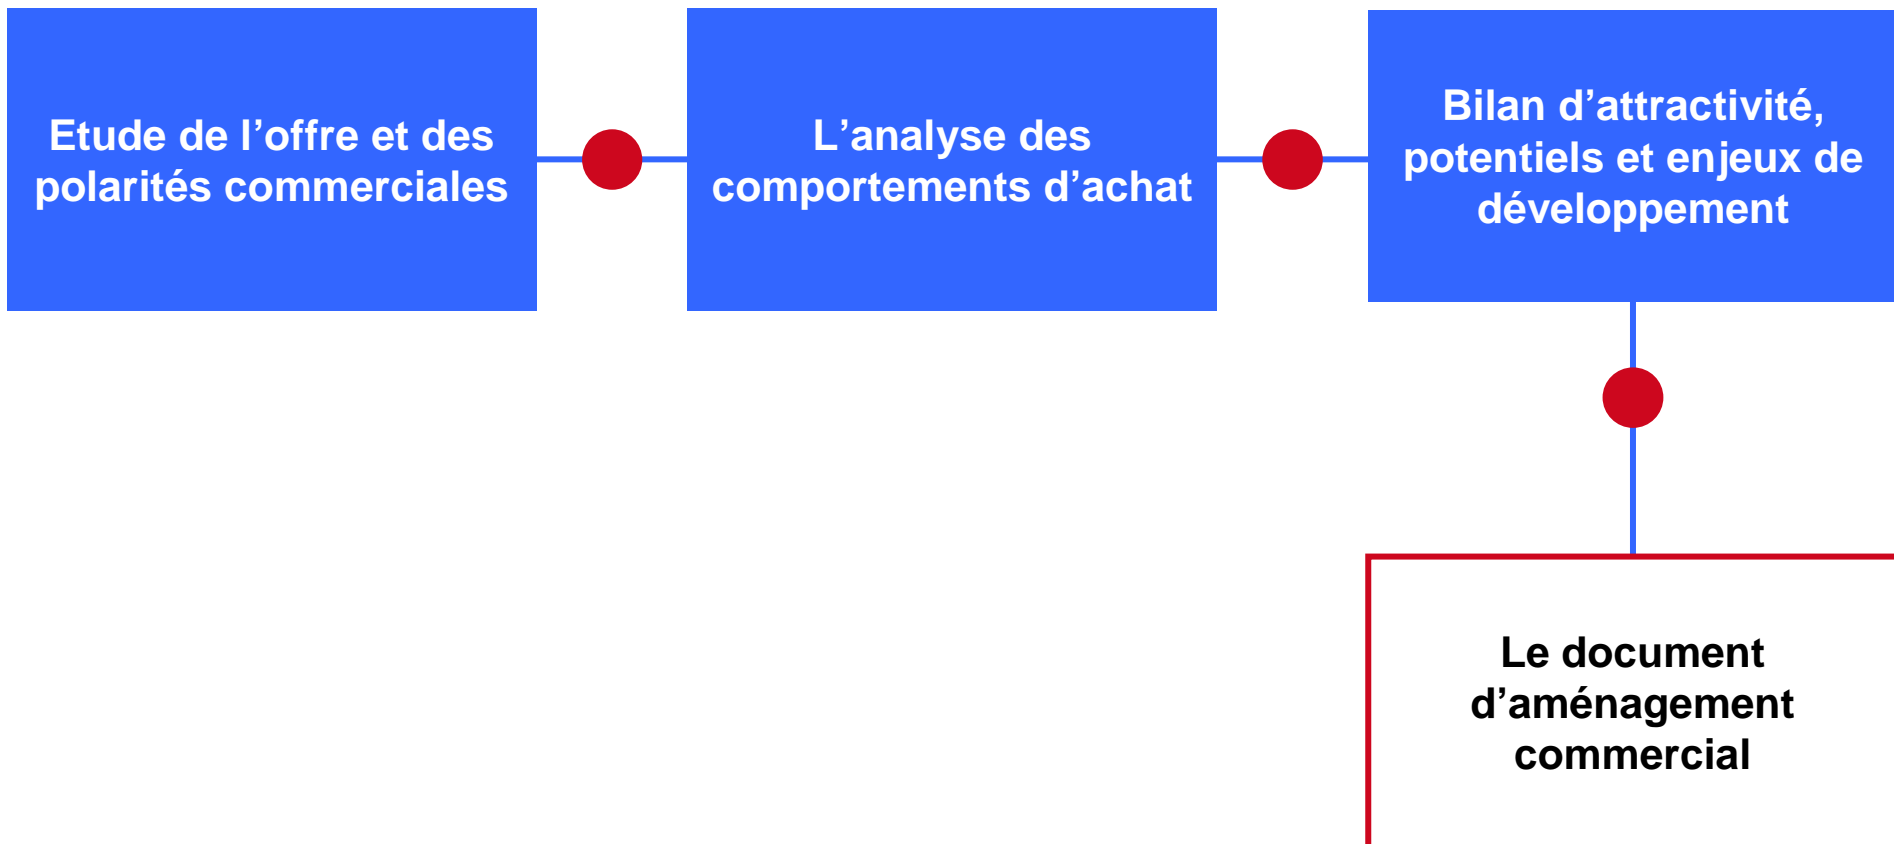 Etude de l’offre et des
polarités commerciales
L’analyse des
comportements d’achat
Bilan d’attractivité,
potentiels et enjeux de
développement
Le document
d’aménagement
commercial